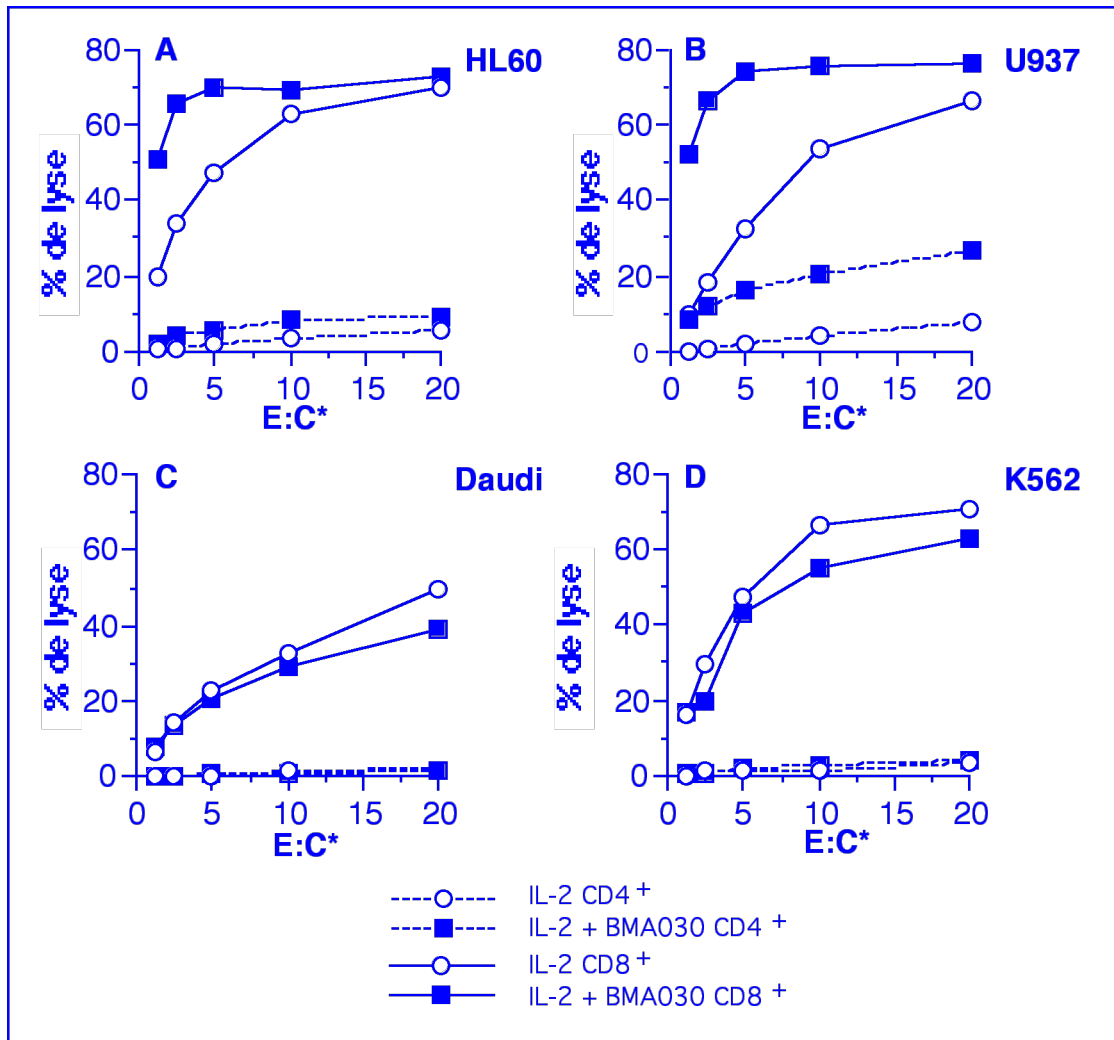 A
HL60
80
60
40
20
0
% de lyse
0 5 10 15 20
E:C*
B
U937
80
60
40
20
0
% de lyse
0 5 10 15 20
E:C*
C
Daudi
80
60
40
20
0
% de lyse
0 5 10 15 20
E:C*
D
K562
80
60
40
20
0
% de lyse
0 5 10 15 20
E:C*
IL-2 CD4 +
IL-2 + BMA030 CD4 +
IL-2 CD8 +
IL-2 + BMA030 CD8 +